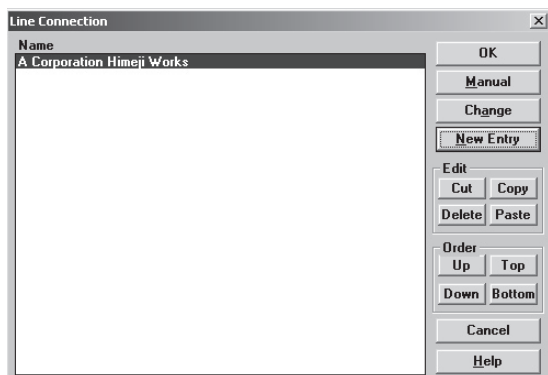 Line Connection
Name
A Corporation Himeji Works
OK
Manual
Change
New Entry
Edit
Cut Copy
Delete Paste
Order
Up Top
Down Bottom
Cancel
Help